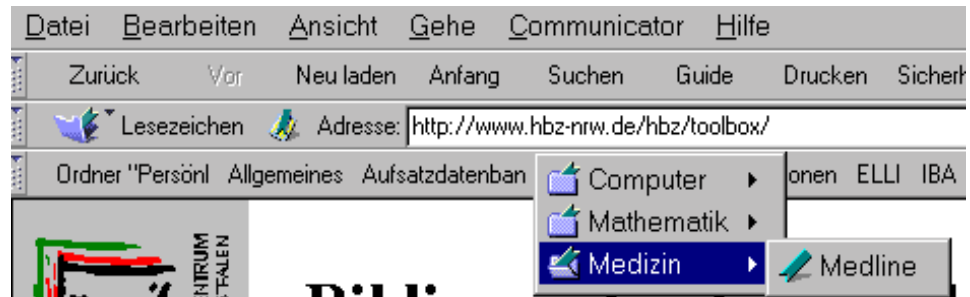 Datei Bearbeiten Ansicht Gehe Communicator Hilfe
Zurück Vor Neu laden Anfang Suchen Guide Drucken
Lesezeichen Adresse: http://www.hbz-nrw.de/hbz/toolbox/
Ordner "Persönl Allgemeines Aufsatzdatenban onen ELLI IBA
Computer
Mathematik
Medizin Medline